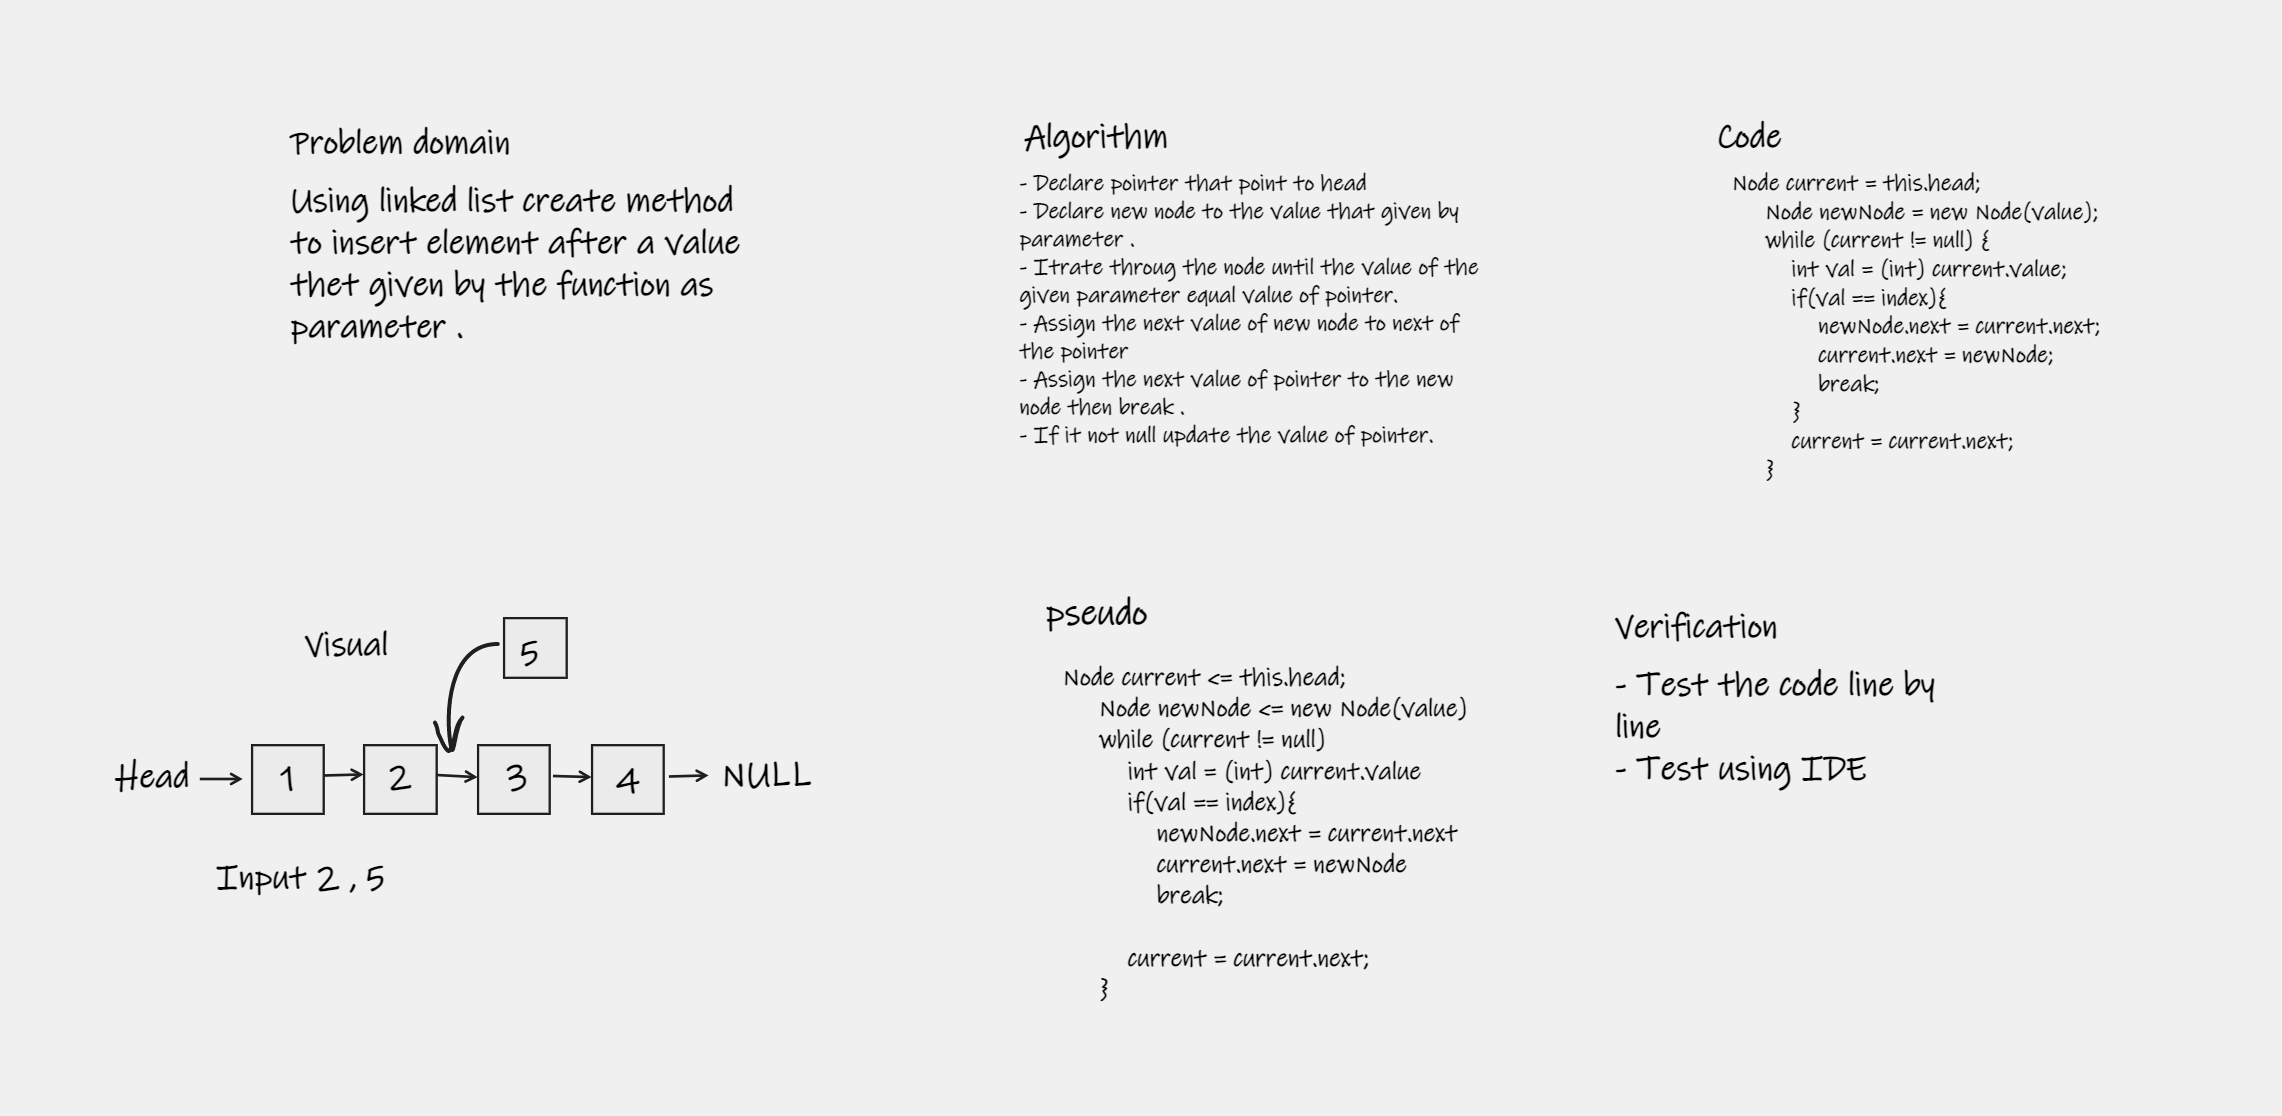 Problem domain
Using linked list create method
to insert element after a value
thet given by the function as
parameter .
Algorithm
- Declare pointer that point to head
- Declare new node to the value that given by
parameter .
- Itrate throug the node until the value of the
given parameter equal value of pointer.
- Assign the next value of new node to next of
the pointer
- Assign the next value of pointer to the new
node then break .
- If it not null update the value of pointer.
Code
Node current = this.head;
Node newNode = new Node(value);
while (current != null) {
int val = (int) current.value;
if(val == index){
newNode.next = current.next;
current.next = newNode;
break;
}
current = current.next;
}
Visual
5
Head
1
2
3
4
NULL
Input 2 , 5
pseudo
Node current <= this.head;
Node newNode <= new Node(value)
while (current != null)
int val = (int) current.value
if(val == index){
newNode.next = current.next
current.next = newNode
break;
current = current.next;
}
Verification
- Test the code line by
line
- Test using IDE